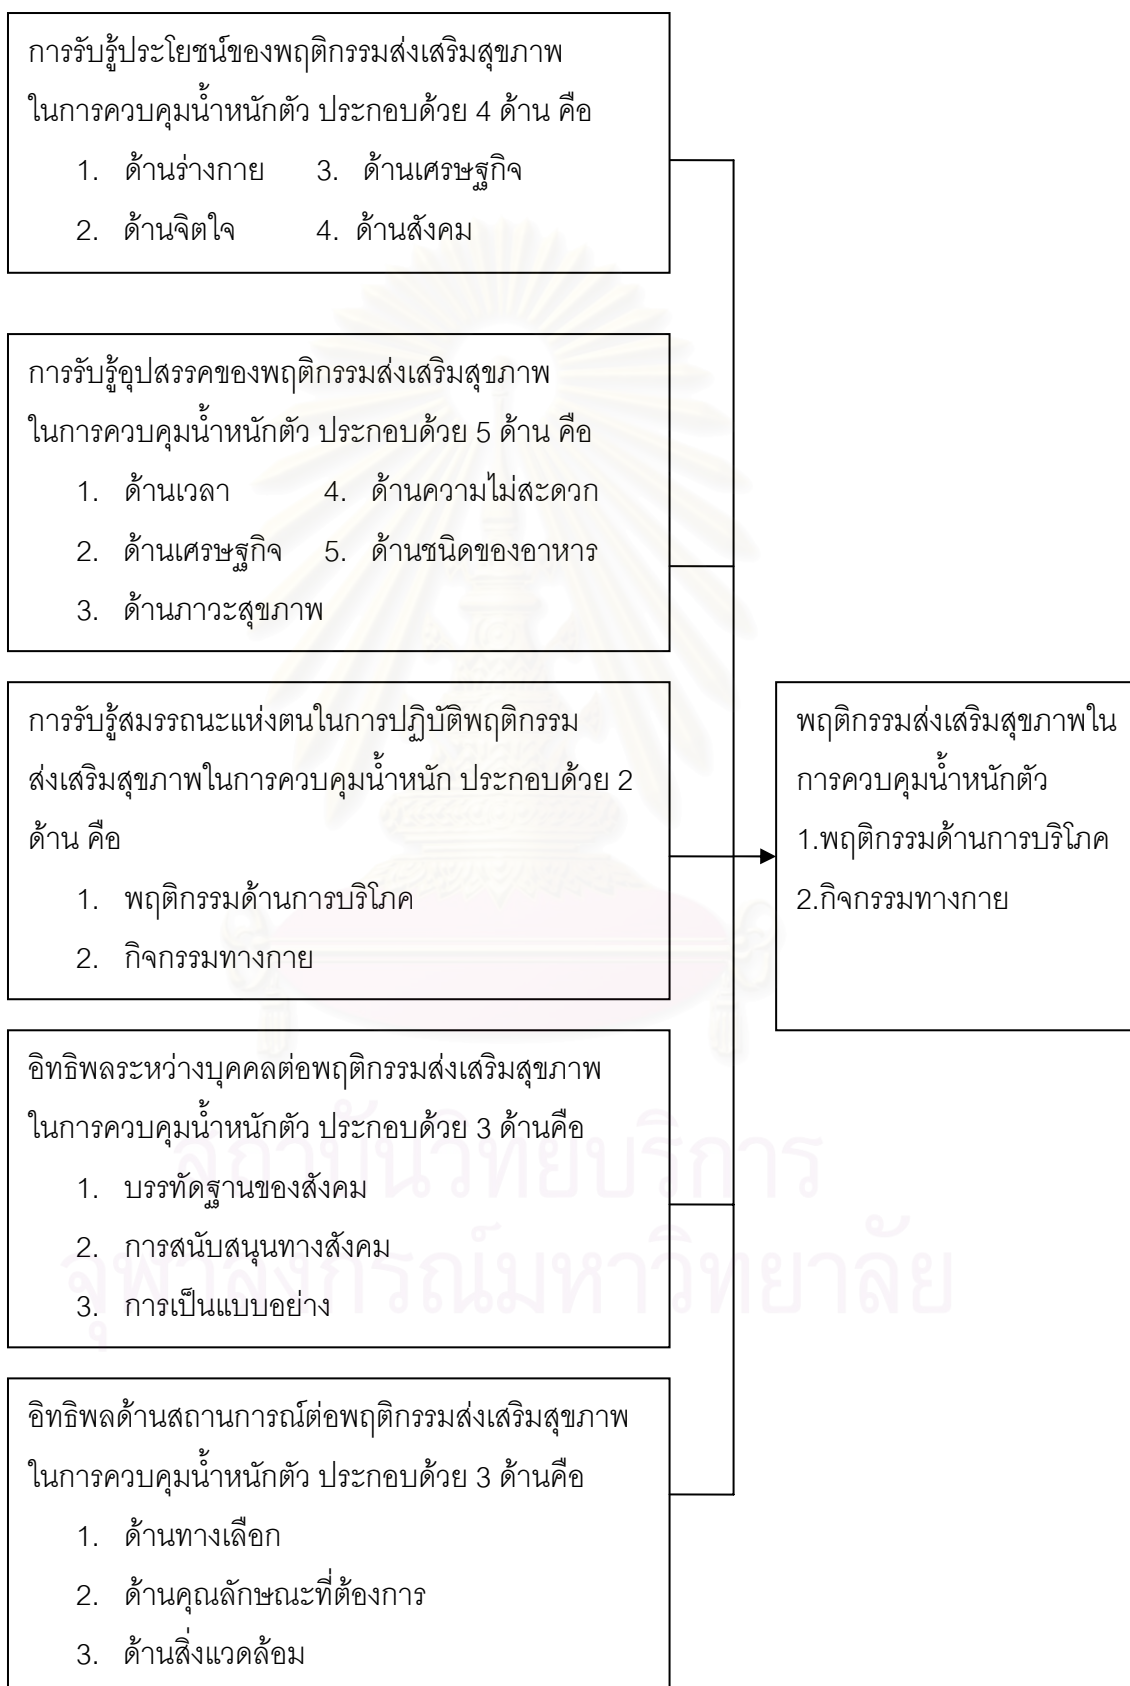 การรับรู้ประโยชน์ของพฤติกรรมส่งเสริมสุขภาพ
ในการควบคุมน้ำหนักตัว ประกอบด้วย 4 ด้าน คือ
1. ด้านร่างกาย 3. ด้านเศรษฐกิจ
2. ด้านจิตใจ 4. ด้านสังคม
การรับรู้อุปสรรคของพฤติกรรมส่งเสริมสุขภาพ
ในการควบคุมน้ำหนักตัว ประกอบด้วย 5 ด้าน คือ
1. ด้านเวลา 4. ด้านความไม่สะดวก
2. ด้านเศรษฐกิจ 5. ด้านชนิดของอาหาร
3. ด้านภาวะสุขภาพ
การรับรู้สมรรถนะแห่งตนในการปฏิบัติพฤติกรรม
ส่งเสริมสุขภาพในการควบคุมน้ำหนัก ประกอบด้วย 2
ด้าน คือ
1. พฤติกรรมด้านการบริโภค
2. กิจกรรมทางกาย
พฤติกรรมส่งเสริมสุขภาพใน
การควบคุมน้ำหนักตัว
1.พฤติกรรมด้านการบริโภค
2.กิจกรรมทางกาย
อิทธิพลระหว่างบุคคลต่อพฤติกรรมส่งเสริมสุขภาพ
ในการควบคุมน้ำหนักตัว ประกอบด้วย 3 ด้านคือ
1. บรรทัดฐานของสังคม
2. การสนับสนุนทางสังคม
3. การเป็นแบบอย่าง
อิทธิพลด้านสถานการณ์ต่อพฤติกรรมส่งเสริมสุขภาพ
ในการควบคุมน้ำหนักตัว ประกอบด้วย 3 ด้านคือ
1. ด้านทางเลือก
2. ด้านคุณลักษณะที่ต้องการ
3. ด้านสิ่งแวดล้อม
สถาบันวิทยบริการ
จุฬาลงกรณ์มหาวิทยาลัย